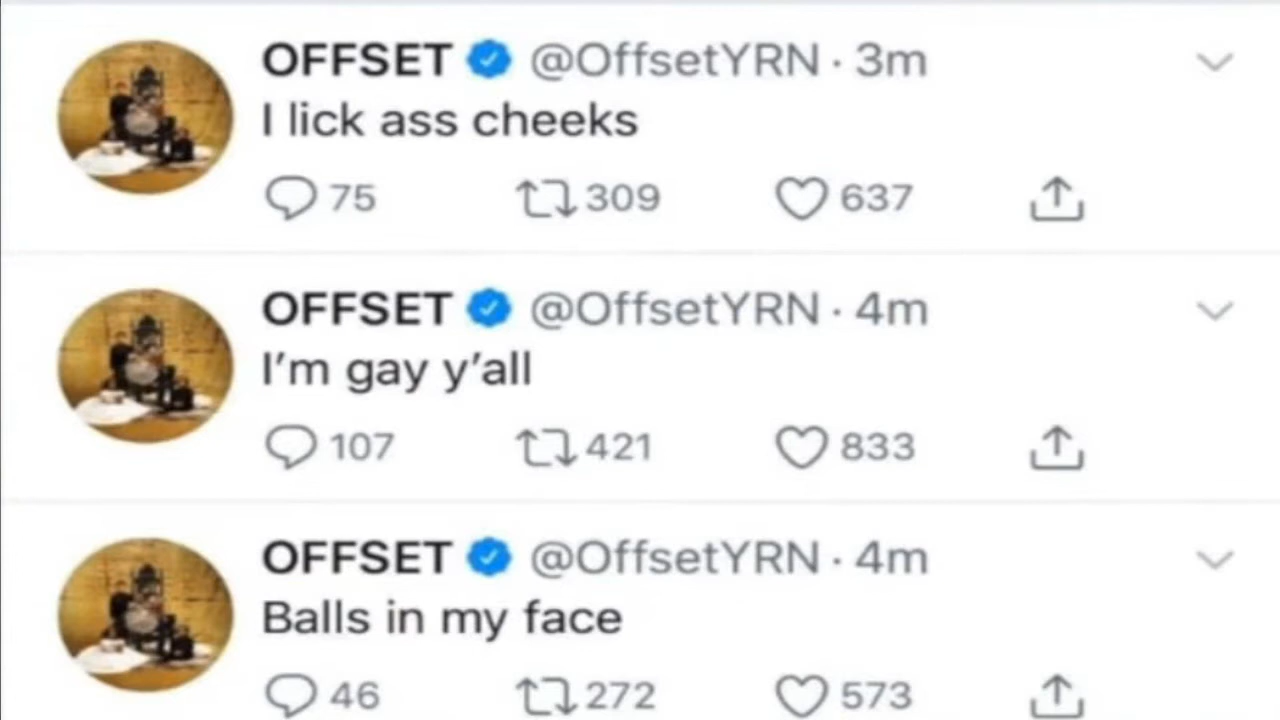 OFFSET @OffsetYRN · 3m
I lick ass cheeks
75 309 637
OFFSET @OffsetYRN · 4m
I’m gay y’all
107 421 833
OFFSET @OffsetYRN · 4m
Balls in my face
46 272 573